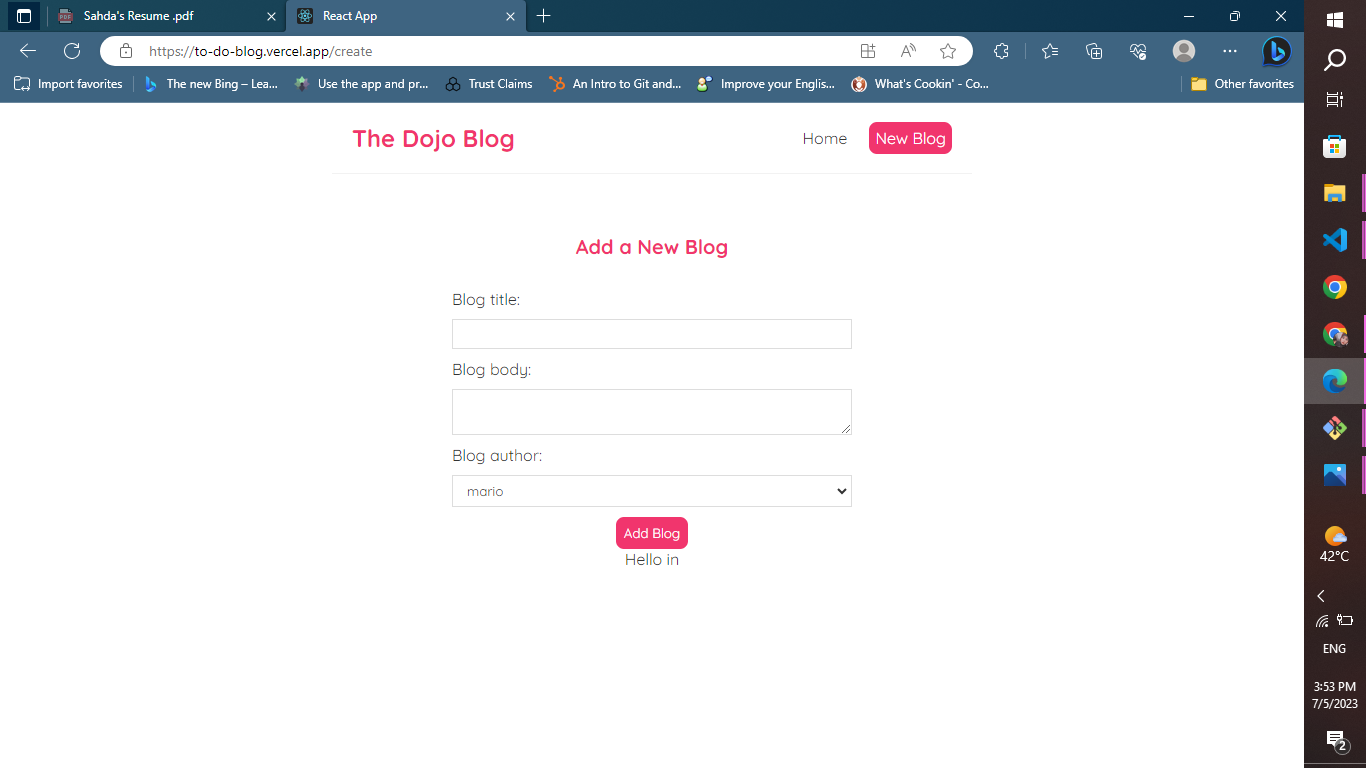 Sahda's Resume .pdf
React App
https://to-do-blog.vercel.app/create
Import favorites
The new Bing – Lea...
Use the app and pr...
Trust Claims
An Intro to Git and...
Improve your Englis...
What's Cookin' - Co...
Other favorites
The Dojo Blog
Home
New Blog
Add a New Blog
Blog title:
Blog body:
Blog author:
mario
Add Blog
Hello in
42°C
ENG
3:53 PM
7/5/2023
2